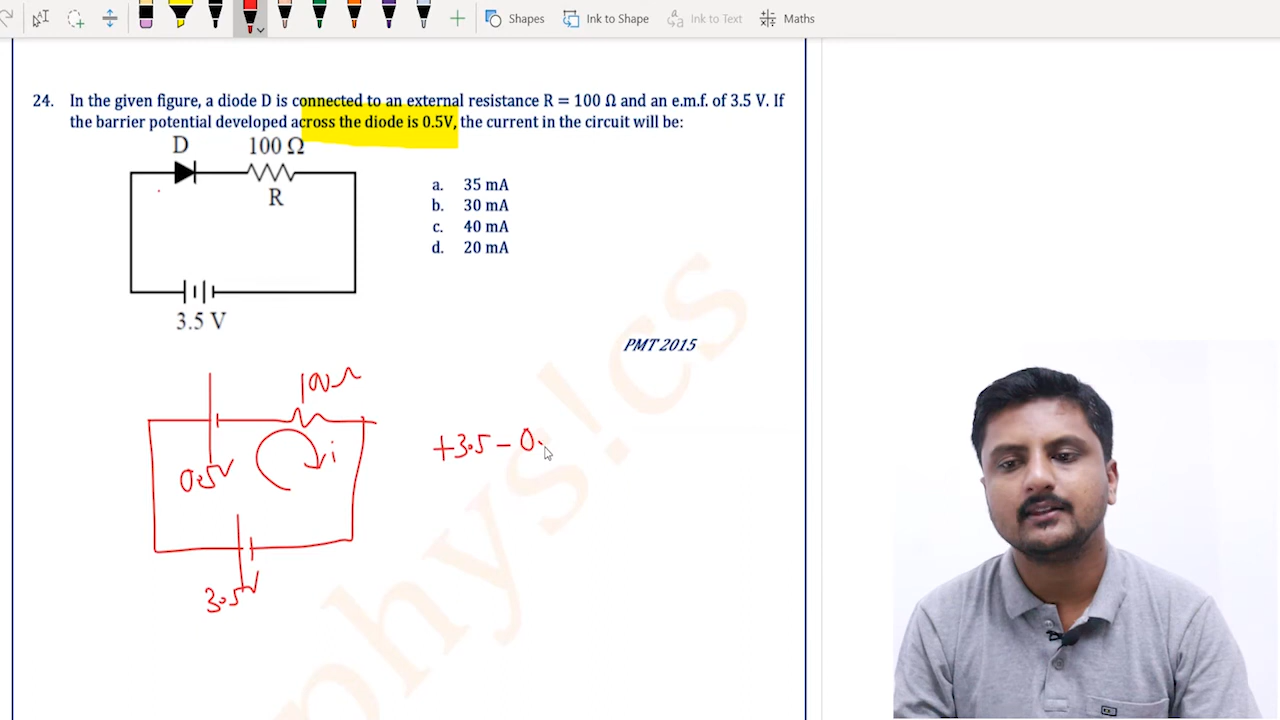 Shapes Ink to Shape Ink to Text Maths
24. In the given figure, a diode D is connected to an external resistance R = 100 Ω and an e.m.f. of 3.5 V. If
the barrier potential developed across the diode is 0.5V, the current in the circuit will be:
D 100 Ω
R
3.5 V
a. 35 mA
b. 30 mA
c. 40 mA
d. 20 mA
PMT 2015
100Ω
0.5V i
+3.5 - 0.
3.5V
phys!cs